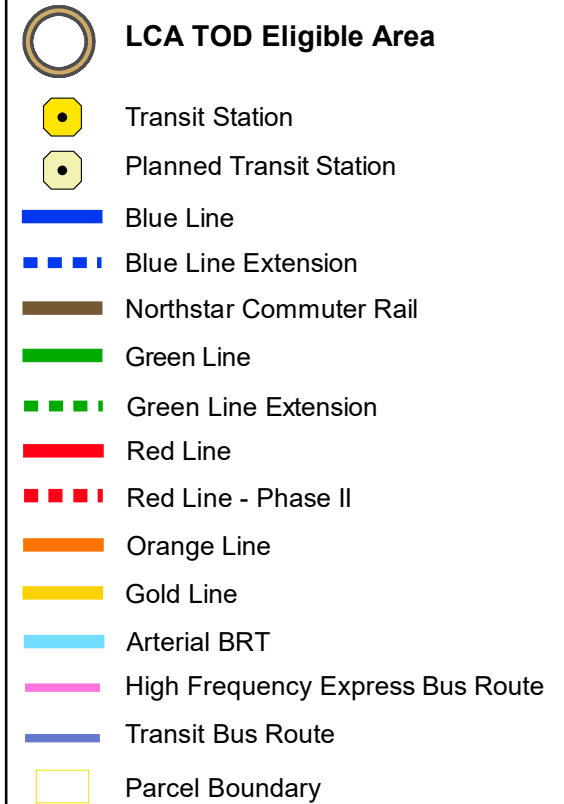 LCA TOD Eligible Area
Transit Station
Planned Transit Station
Blue Line
Blue Line Extension
Northstar Commuter Rail
Green Line
Green Line Extension
Red Line
Red Line - Phase II
Orange Line
Gold Line
Arterial BRT
High Frequency Express Bus Route
Transit Bus Route
Parcel Boundary